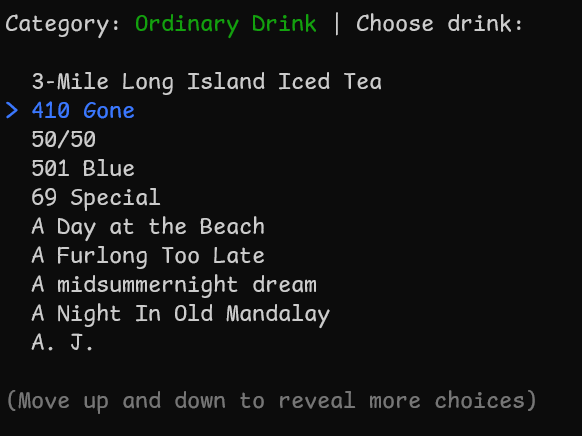 Category: Ordinary Drink | Choose drink:
3-Mile Long Island Iced Tea
> 410 Gone
50/50
501 Blue
69 Special
A Day at the Beach
A Furlong Too Late
A midsummernight dream
A Night In Old Mandalay
A. J.
(Move up and down to reveal more choices)